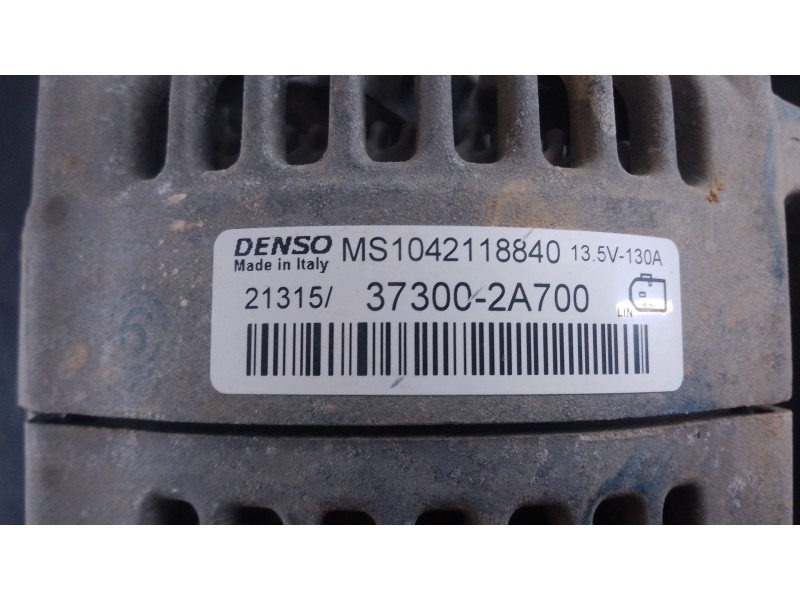 DENSO MS1042118840 13.5V-130A
Made in Italy
21315/ 37300-2A700
LIN